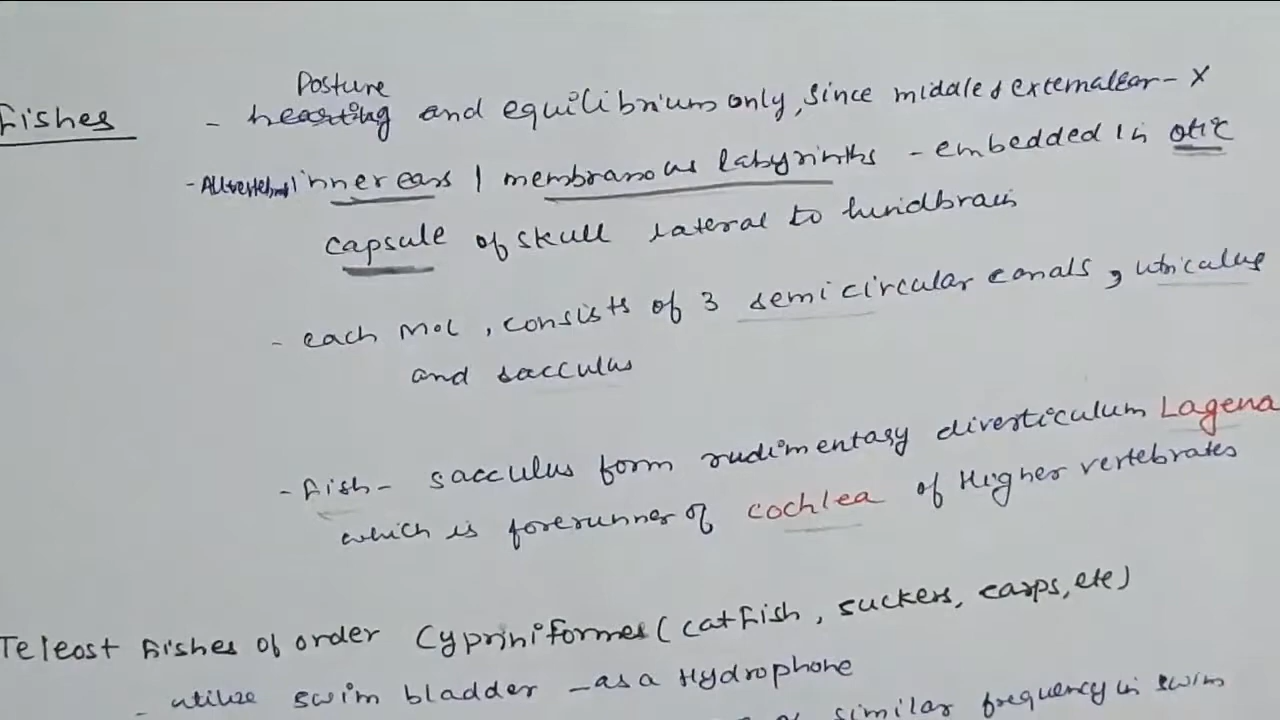 Posture
Fishes - hearting and equilibrium only, since middle & external ear - X
- All vertebrates inner ears | membranous labyrinths - embedded in otic
capsule of skull lateral to hindbrain
- each M.L, consists of 3 semicircular canals, utriculus
and sacculus
- Fish - sacculus form rudimentary diverticulum Lagena
which is forerunner of cochlea of Higher vertebrates
Teleost Fishes of order Cypriniformes (catfish, suckers, carps, etc)
- utilize swim bladder - as a Hydrophone
similar frequency in swim